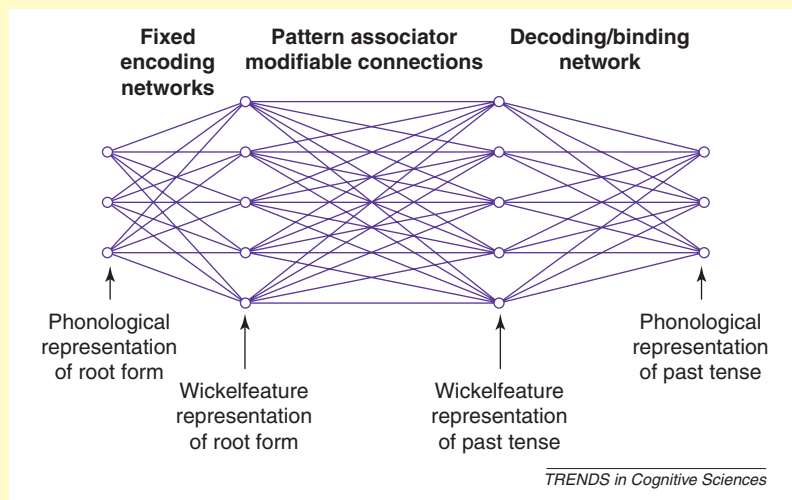 Fixed
encoding
networks
Pattern associator
modifiable connections
Decoding/binding
network
Phonological
representation
of root form
Wickelfeature
representation
of root form
Wickelfeature
representation
of past tense
Phonological
representation
of past tense
TRENDS in Cognitive Sciences